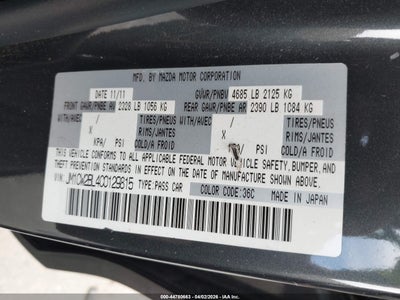 MFD. BY MAZDA MOTOR CORPORATION
DATE 11/11 GVWR/PNBV 4685 LB 2125 KG
FRONT GAWR/PNBE AV 2328 LB 1056 KG REAR GAWR/PNBE AR 2390 LB 1084 KG
WITH/AVEC TIRES/PNEUS WITH/AVEC TIRES/PNEUS
X RIMS/JANTES X RIMS/JANTES
KPA/ PSI/ COLD/A FROID KPA/ PSI COLD/A FROID
THIS VEHICLE CONFORMS TO ALL APPLICABLE FEDERAL MOTOR VEHICLE SAFETY, BUMPER, AND
THEFT PREVENTION STANDARDS IN EFFECT ON THE DATE OF MANUFACTURE SHOWN ABOVE.
VIN: JM1CW2BL4C0129815 TYPE PASS CAR COLOR CODE: 36C MADE IN JAPAN
000-44780663 - 04/02/2026 - IAAI.COM